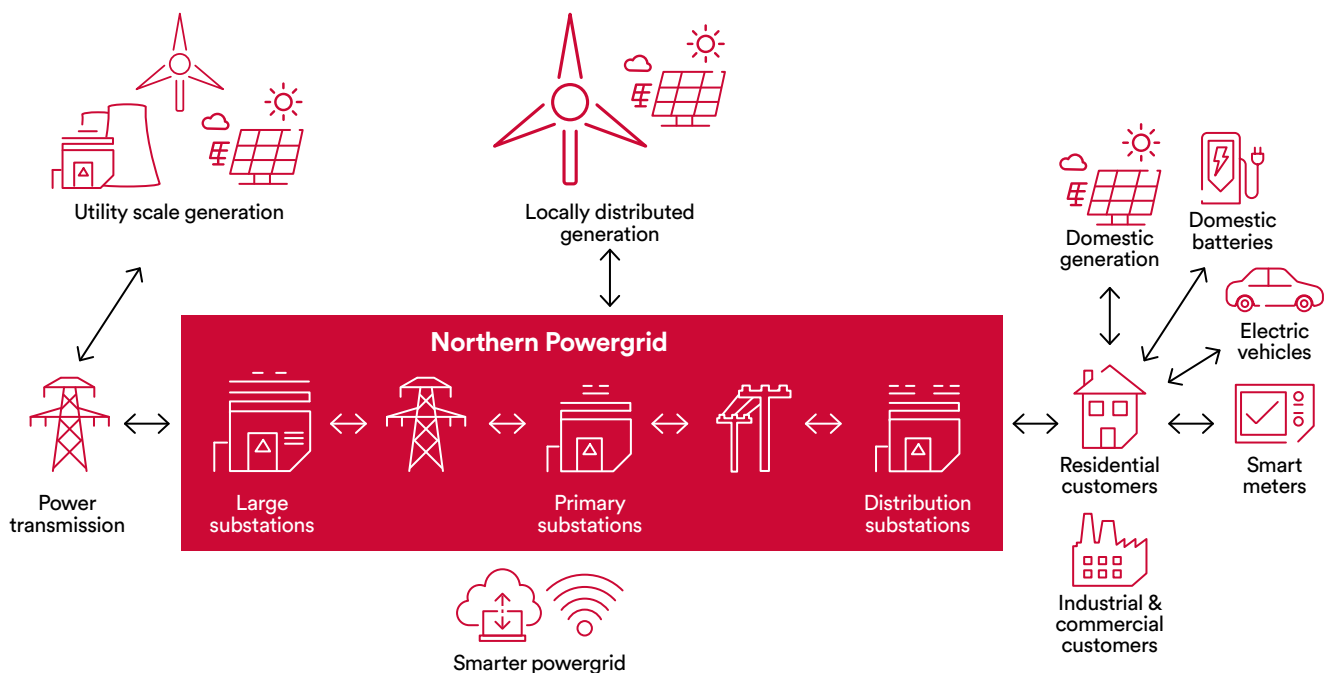 Utility scale generation
Locally distributed
generation
Domestic
generation
Domestic
batteries
Electric
vehicles
Northern Powergrid
Power
transmission
Large
substations
Primary
substations
Distribution
substations
Residential
customers
Smart
meters
Industrial &
commercial
customers
Smarter powergrid